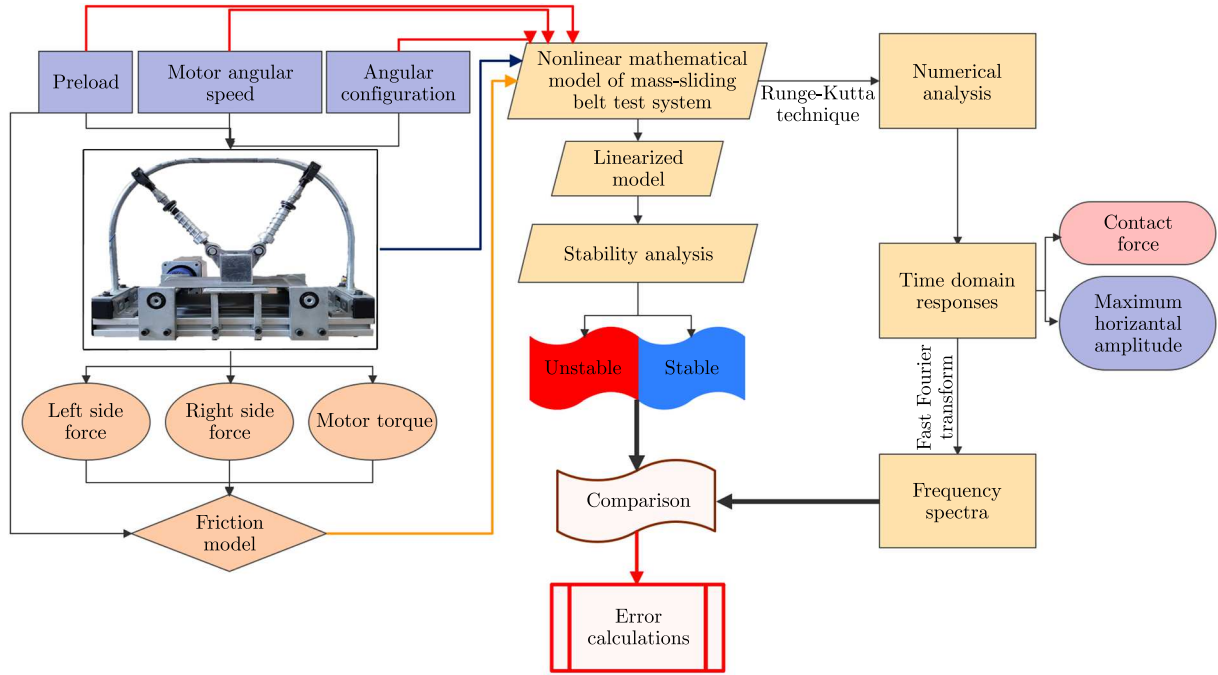 Preload
Motor angular
speed
Angular
configuration
Nonlinear mathematical
model of mass-sliding
belt test system
Runge-Kutta
technique
Numerical
analysis
Linearized
model
Stability analysis
Unstable
Stable
Time domain
responses
Contact
force
Maximum
horizantal
amplitude
Left side
force
Right side
force
Motor torque
Friction
model
Fast Fourier
transform
Frequency
spectra
Comparison
Error
calculations